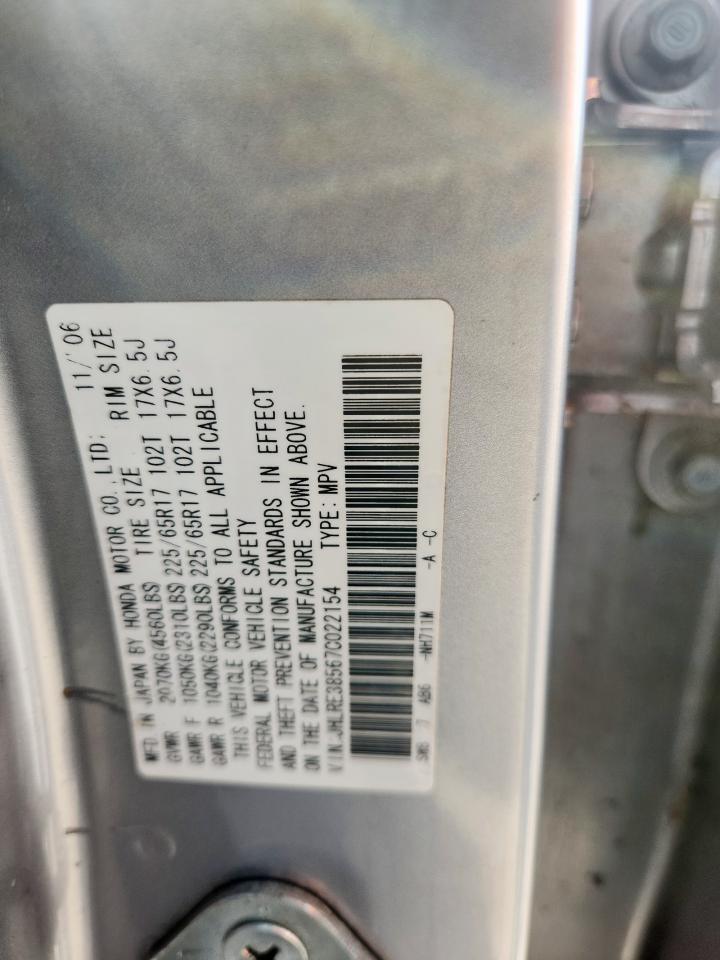 MFD. IN JAPAN BY HONDA MOTOR CO., LTD; 11/'06
GVWR 2070KG(4560LBS) TIRE SIZE RIM SIZE
GAWR F 1050KG(2310LBS) 225/65R17 102T 17X6.5J
GAWR R 1040KG(2290LBS) 225/65R17 102T 17X6.5J
THIS VEHICLE CONFORMS TO ALL APPLICABLE
FEDERAL MOTOR VEHICLE SAFETY
AND THEFT PREVENTION STANDARDS IN EFFECT
ON THE DATE OF MANUFACTURE SHOWN ABOVE.
VIN:JHLRE38567C022154 TYPE: MPV
7 AB6 -NH711M -A -C